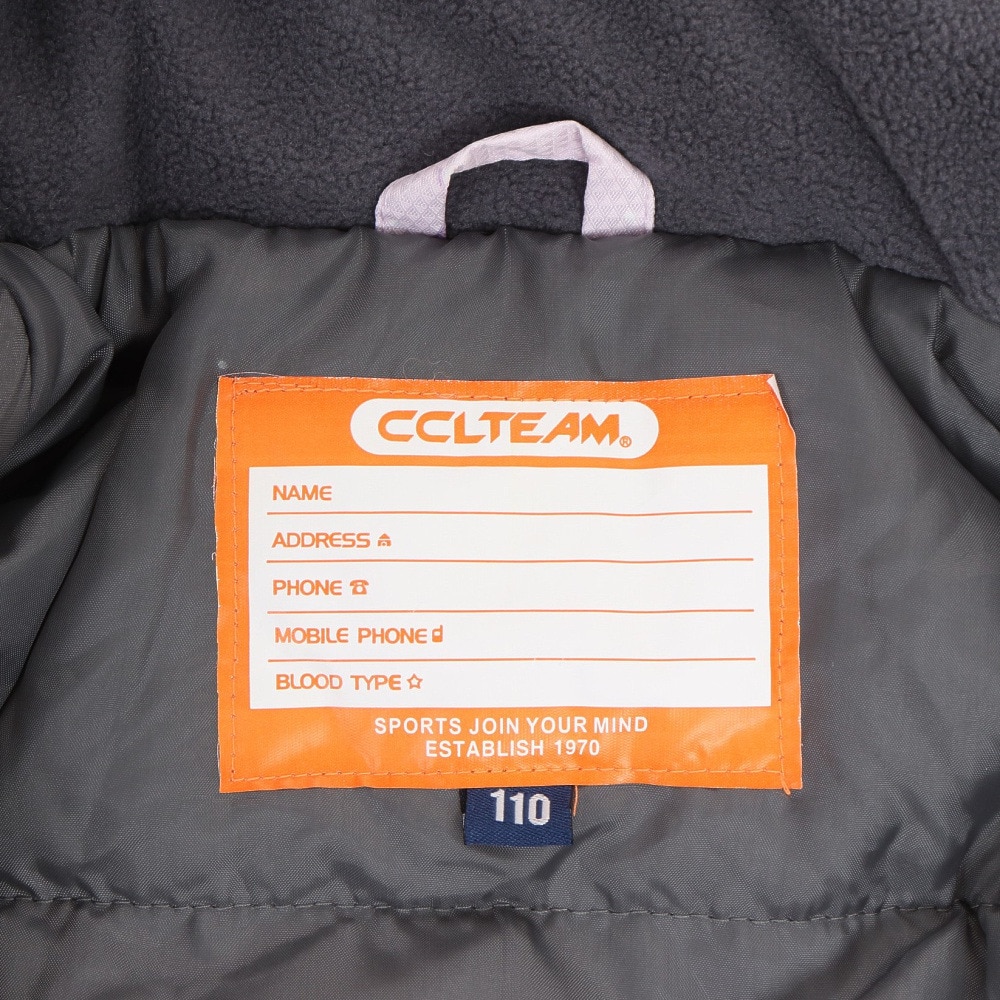 CCLTEAM®
NAME
ADDRESS
PHONE
MOBILE PHONE
BLOOD TYPE
SPORTS JOIN YOUR MIND
ESTABLISH 1970
110